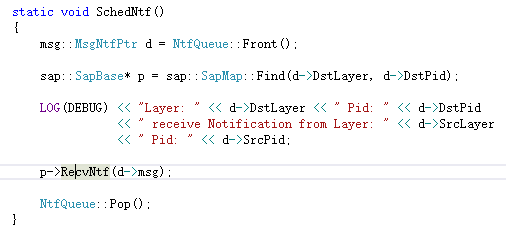 static void SchedNtf()
{
    msg::MsgNtfPtr d = NtfQueue::Front();
    sap::SapBase* p = sap::SapMap::Find(d->DstLayer, d->DstPid);
    LOG(DEBUG) << "Layer: " << d->DstLayer << " Pid: " << d->DstPid
               << " receive Notification from Layer: " << d->SrcLayer
               << " Pid: " << d->SrcPid;
    p->RecvNtf(d->msg);
    NtfQueue::Pop();
}